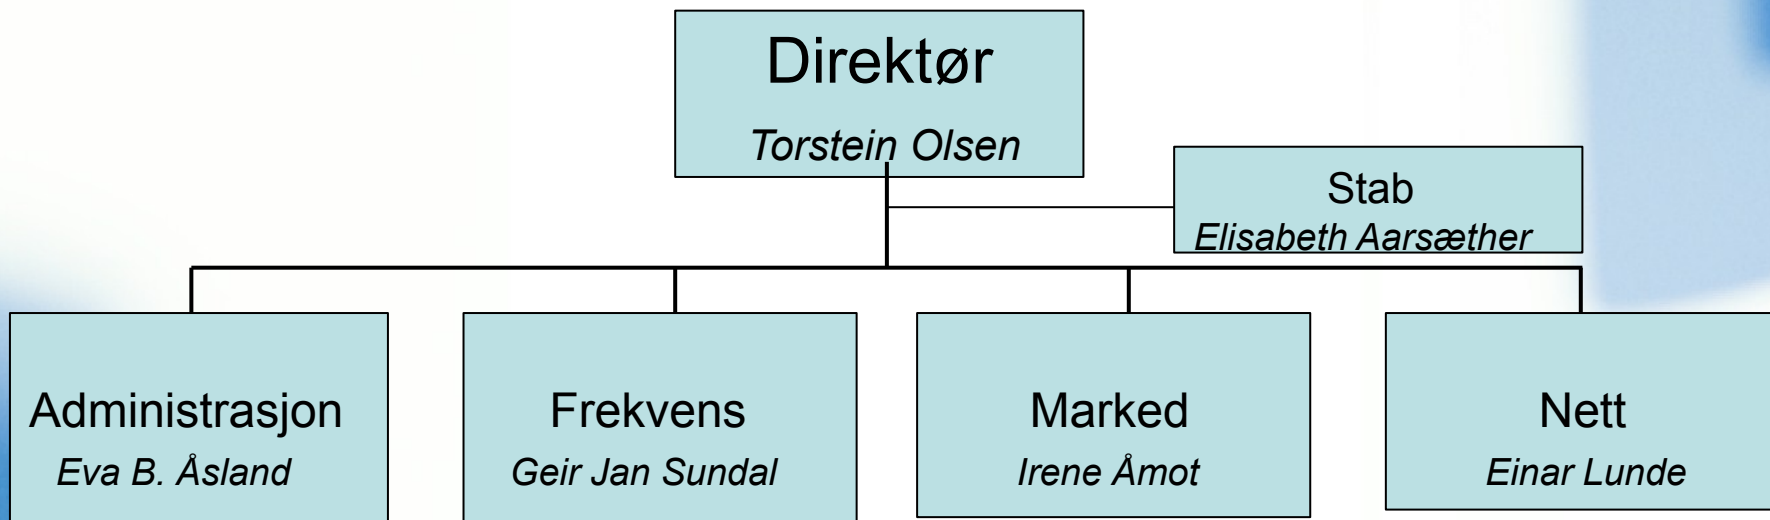 Direktør
Torstein Olsen
Stab
Elisabeth Aarsæther
Administrasjon
Eva B. Åsland
Frekvens
Geir Jan Sundal
Marked
Irene Åmot
Nett
Einar Lunde